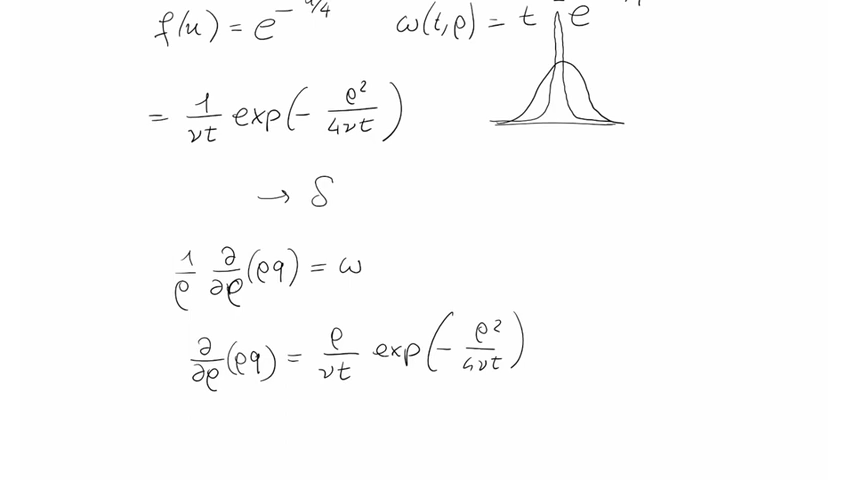 f(u) = e^{- u/4} ω(t,ρ) = t e
= 1/νt exp(- ρ²/4νt)
→ δ
1/ρ ∂/∂ρ (ρq) = ω
∂/∂ρ (ρq) = ρ/νt exp(- ρ²/4νt)